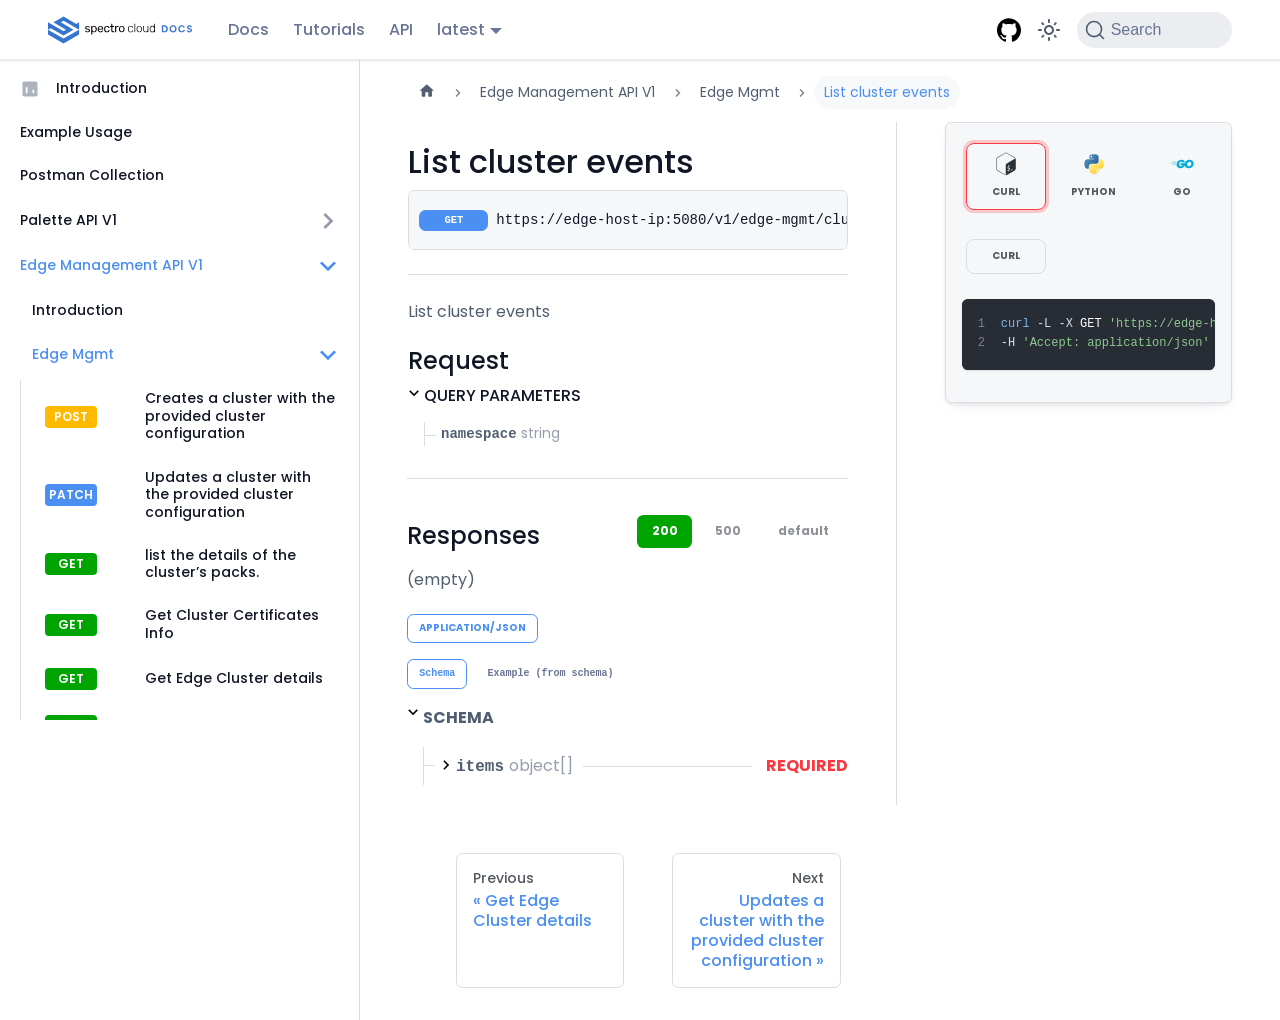 spectro cloud DOCS
Docs
Tutorials
API
latest
Search
Introduction
Example Usage
Postman Collection
Palette API V1
Edge Management API V1
Introduction
Edge Mgmt
POST
Creates a cluster with the
provided cluster
configuration
PATCH
Updates a cluster with
the provided cluster
configuration
GET
list the details of the
cluster’s packs.
GET
Get Cluster Certificates
Info
GET
Get Edge Cluster details
Edge Management API V1
Edge Mgmt
List cluster events
List cluster events
GET https://edge-host-ip:5080/v1/edge-mgmt/clu
List cluster events
Request
QUERY PARAMETERS
namespace string
Responses
200
500
default
(empty)
APPLICATION/JSON
Schema
Example (from schema)
SCHEMA
items object[]
REQUIRED
Previous
« Get Edge
Cluster details
Next
Updates a
cluster with the
provided cluster
configuration »
CURL
PYTHON
GO
GO
CURL
1 curl -L -X GET 'https://edge-h
2 -H 'Accept: application/json'